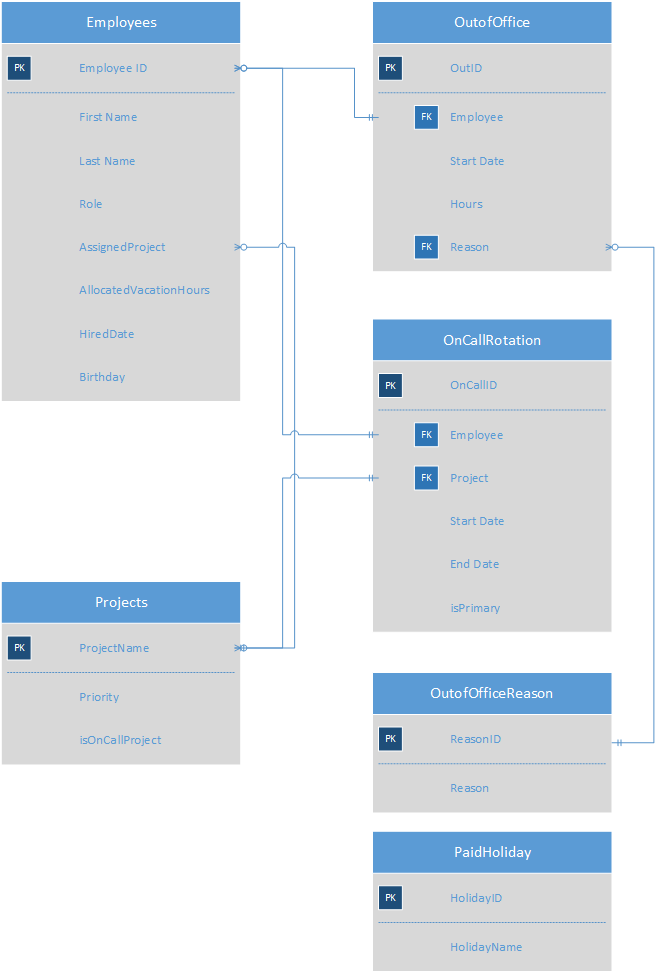 Employees
PK Employee ID
First Name
Last Name
Role
AssignedProject
AllocatedVacationHours
HiredDate
Birthday
Projects
PK ProjectName
Priority
isOnCallProject
OutofOffice
PK OutID
FK Employee
Start Date
Hours
FK Reason
OnCallRotation
PK OnCallID
FK Employee
FK Project
Start Date
End Date
isPrimary
OutofOfficeReason
PK ReasonID
Reason
PaidHoliday
PK HolidayID
HolidayName